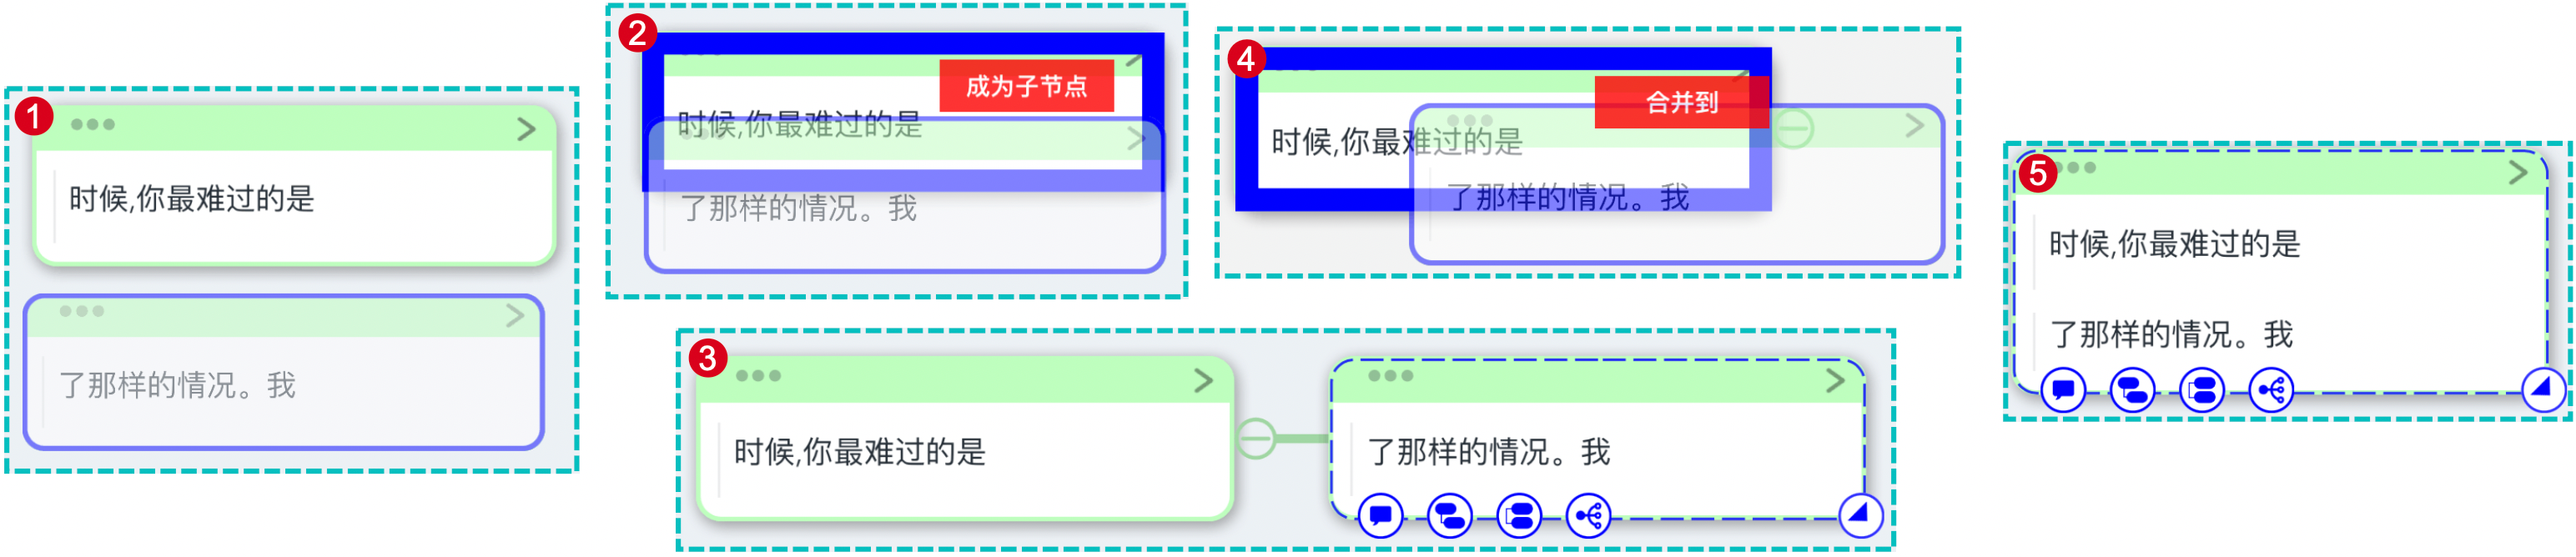 1
时候,你最难过的是
了那样的情况。我
2
成为子节点
时候,你最难过的是
了那样的情况。我
3
时候,你最难过的是
了那样的情况。我
4
合并到
时候,你最难过的是
了那样的情况。我
5
时候,你最难过的是
了那样的情况。我